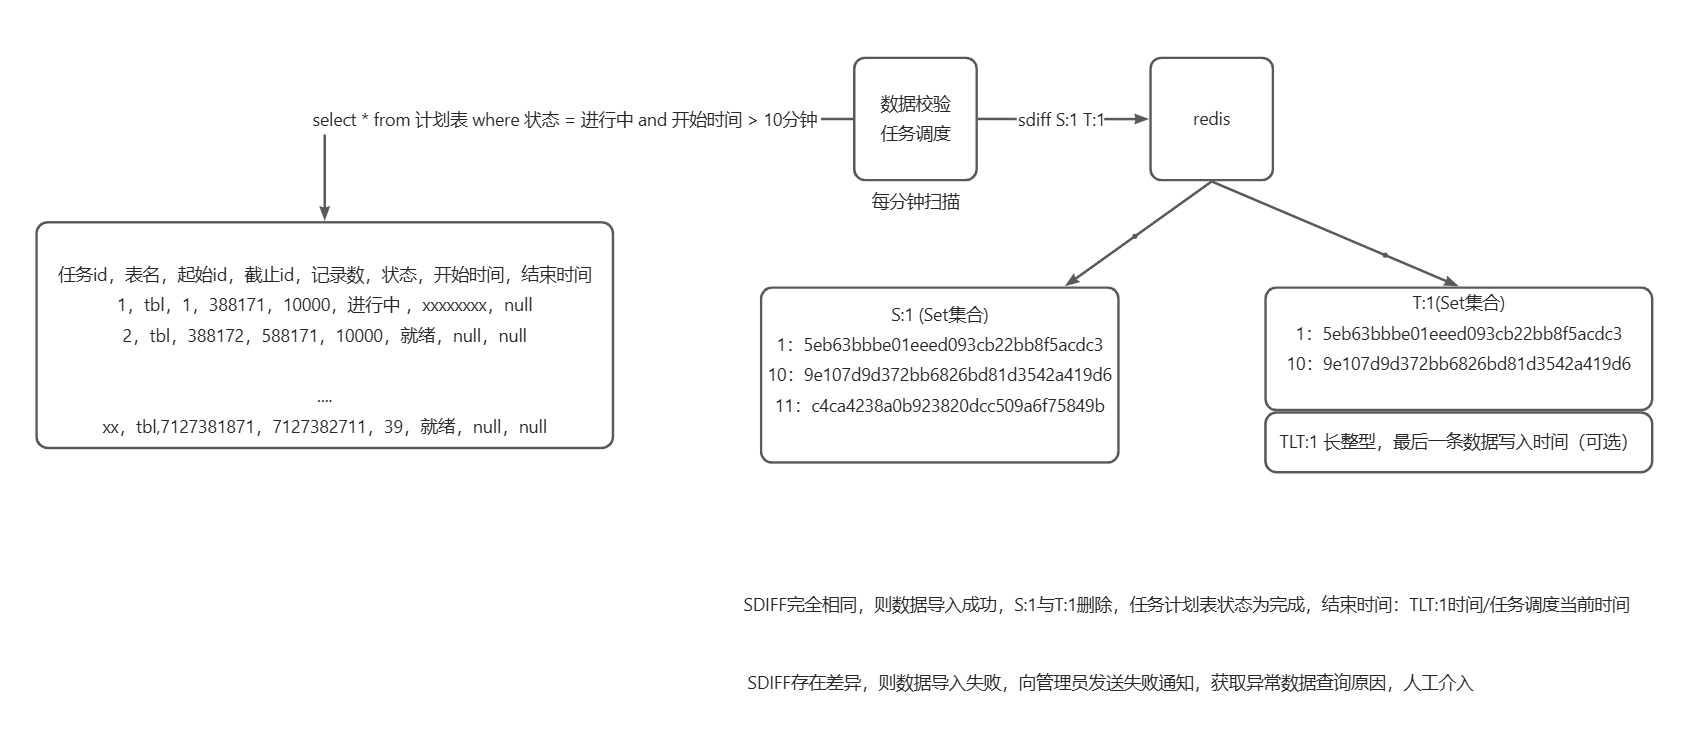 select * from 计划表 where 状态 = 进行中 and 开始时间 > 10分钟
数据校验
任务调度
sdiff S:1 T:1
redis
每分钟扫描
任务id，表名，起始id，截止id，记录数，状态，开始时间，结束时间
1，tbl，1，388171，10000，进行中 ，xxxxxxxx，null
2，tbl，388172，588171，10000，就绪，null，null
....
xx，tbl,7127381871，7127382711，39，就绪，null，null
S:1 (Set集合)
1：5eb63bbbe01eeed093cb22bb8f5acdc3
10：9e107d9d372bb6826bd81d3542a419d6
11：c4ca4238a0b923820dcc509a6f75849b
T:1(Set集合)
1：5eb63bbbe01eeed093cb22bb8f5acdc3
10：9e107d9d372bb6826bd81d3542a419d6
TLT:1 长整型，最后一条数据写入时间（可选）
SDIFF完全相同，则数据导入成功，S:1与T:1删除，任务计划表状态为完成，结束时间：TLT:1时间/任务调度当前时间
SDIFF存在差异，则数据导入失败，向管理员发送失败通知，获取异常数据查询原因，人工介入